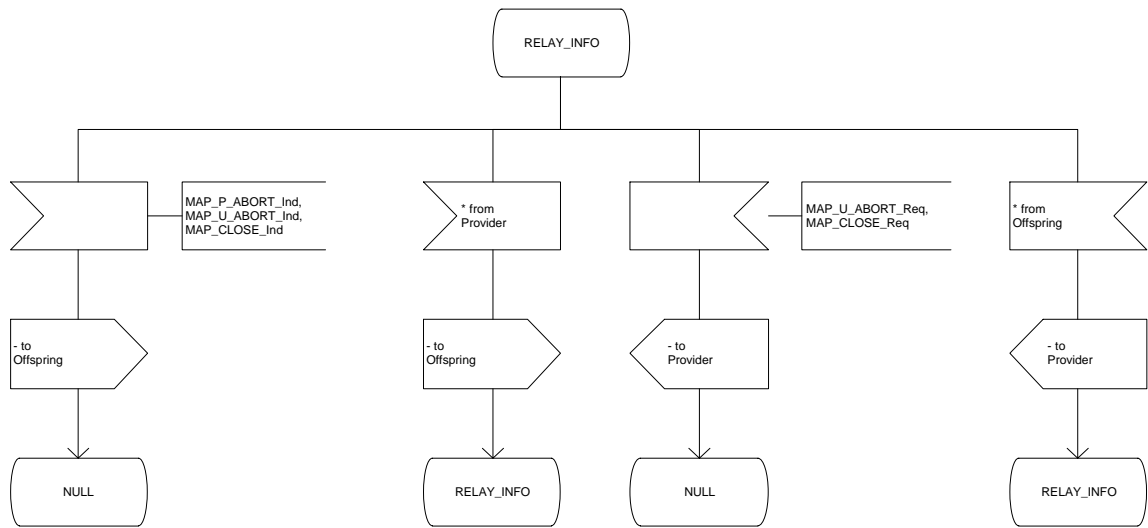 RELAY_INFO
MAP_P_ABORT_Ind,
MAP_U_ABORT_Ind,
MAP_CLOSE_Ind
* from
Provider
MAP_U_ABORT_Req,
MAP_CLOSE_Req
* from
Offspring
- to
Offspring
- to
Offspring
- to
Provider
- to
Provider
NULL
RELAY_INFO
NULL
RELAY_INFO